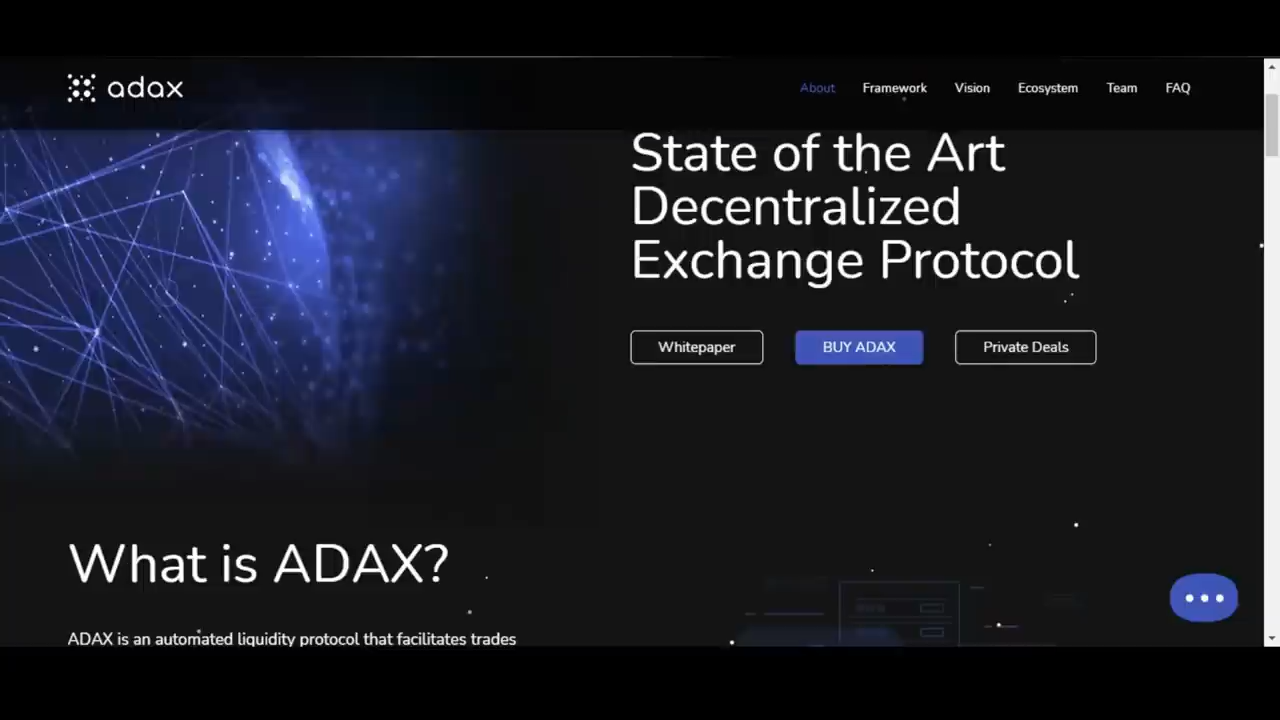 adax
About Framework Vision Ecosystem Team FAQ
State of the Art
Decentralized
Exchange Protocol
Whitepaper BUY ADAX Private Deals
What is ADAX?
ADAX is an automated liquidity protocol that facilitates trades